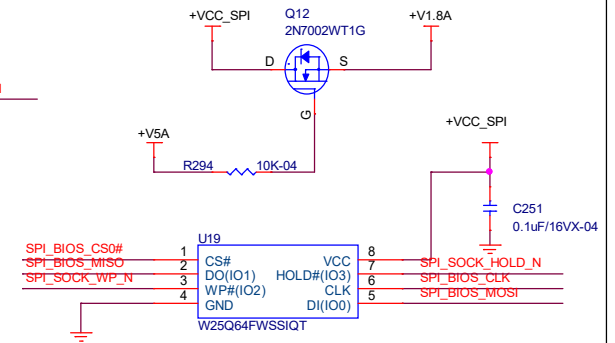 +VCC_SPI
Q12
2N7002WT1G
+V1.8A
D
S
G
+V5A
R294
10K-04
+VCC_SPI
C251
0.1uF/16VX-04
U19
SPI_BIOS_CS0#
1
CS#
VCC
8
SPI_BIOS_MISO
2
DO(IO1)
HOLD#(IO3)
7
SPI_SOCK_HOLD_N
SPI_SOCK_WP_N
3
WP#(IO2)
CLK
6
SPI_BIOS_CLK
4
GND
DI(IO0)
5
SPI_BIOS_MOSI
W25Q64FWSSIQT